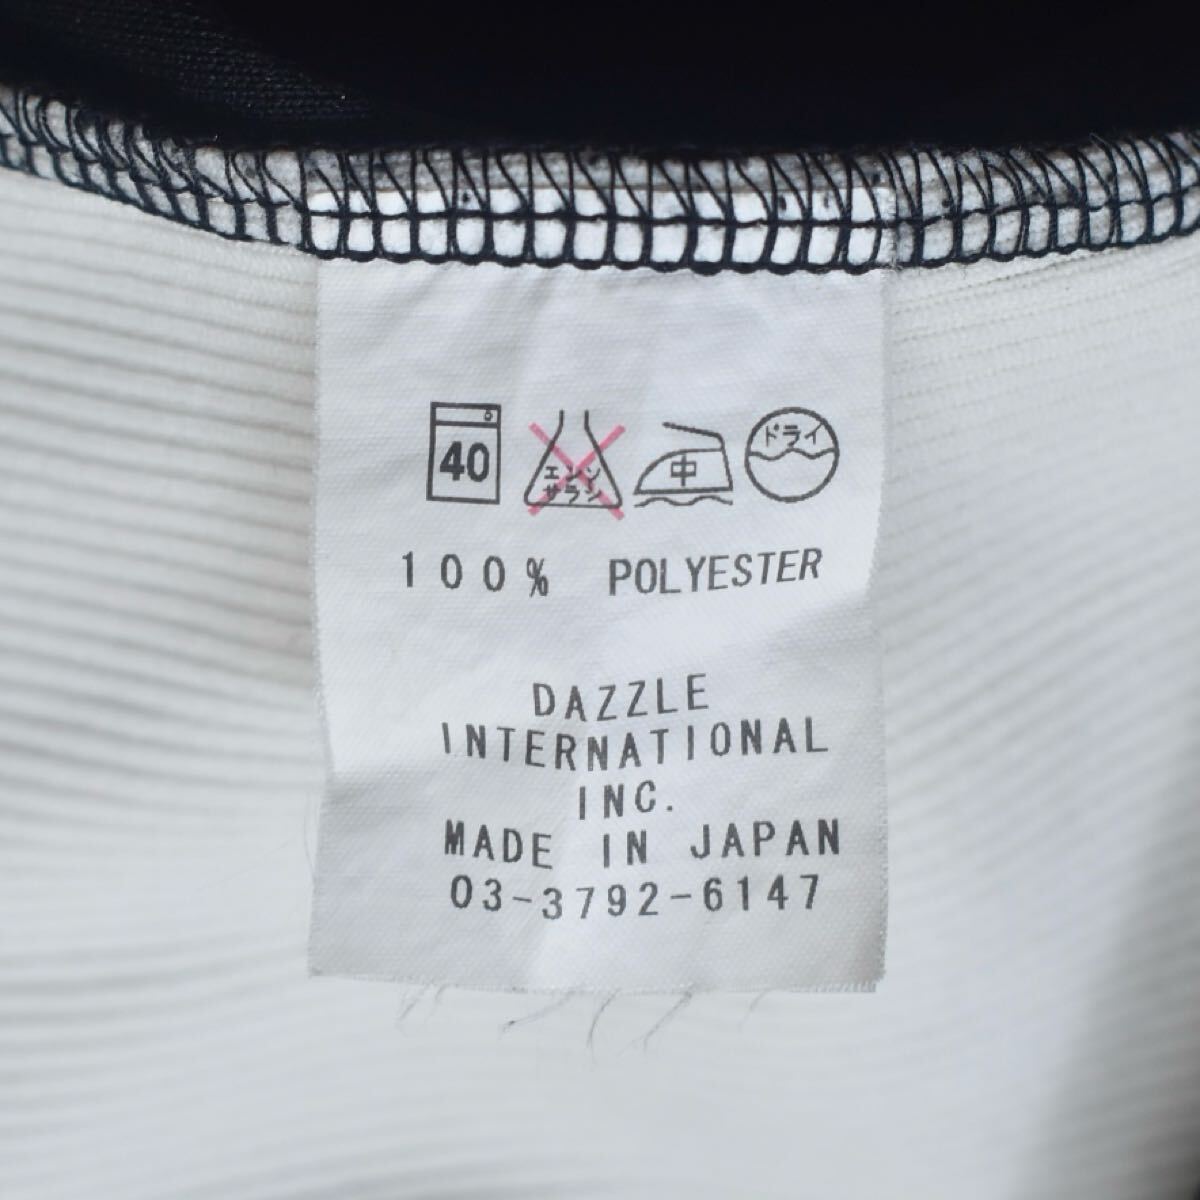 40 エンソ 中 ドライ
サラシ
100% POLYESTER
DAZZLE
INTERNATIONAL
INC.
MADE IN JAPAN
03-3792-6147